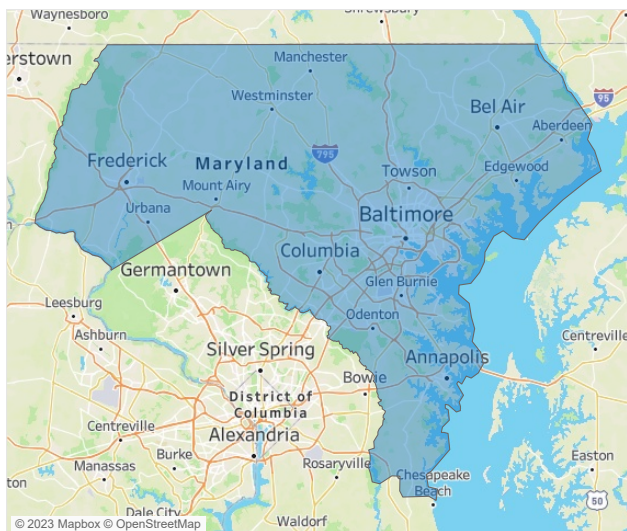 Waynesboro
Shrewsbury
erstown
Manchester
Westminster
95
Bel Air
Aberdeen
795
Frederick
Maryland
Towson
Edgewood
Mount Airy
Urbana
Baltimore
Columbia
Germantown
Glen Burnie
Leesburg
Odenton
Ashburn
Centreville
Silver Spring
Annapolis
Bowie
District of
Columbia
Centreville
Alexandria
Burke
Easton
Manassas
Rosaryville
Chesapeake
Beach
ton
50
Dale City
Waldorf
© 2023 Mapbox © OpenStreetMap